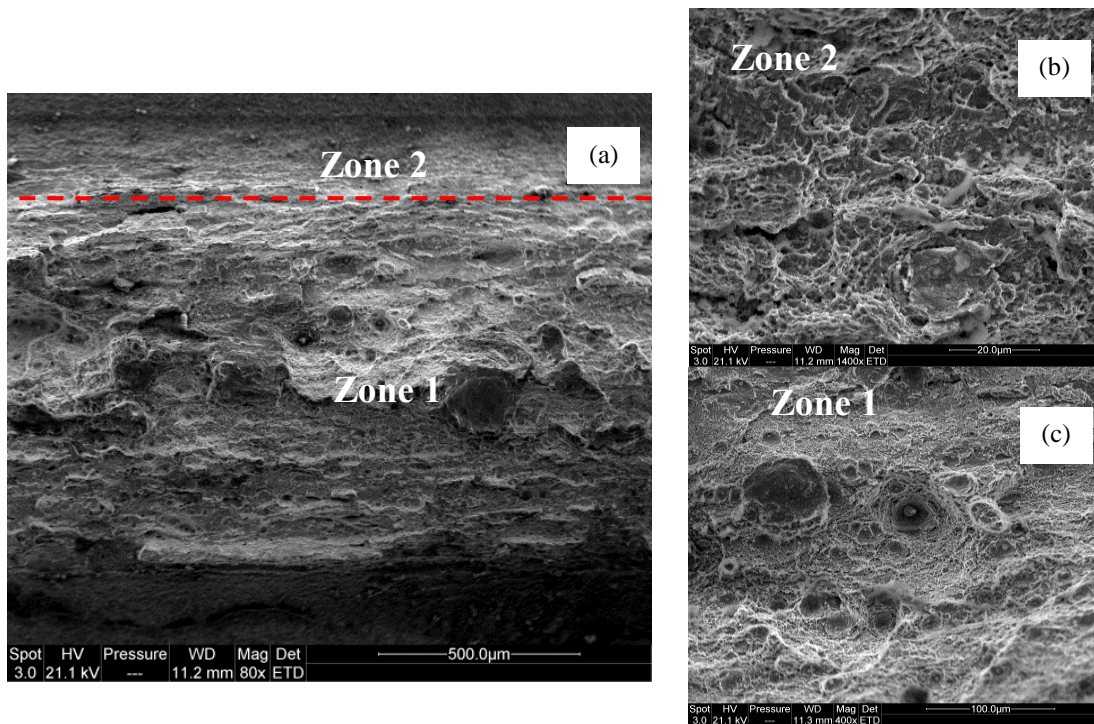 Zone 2
(a)
Zone 1
Spot HV Pressure WD Mag Det
3.0 21.1 kV --- 11.2 mm 80x ETD 500.0µm
Zone 2
(b)
Spot HV Pressure WD Mag Det
3.0 21.1 kV --- 11.2 mm 1400x ETD 20.0µm
Zone 1
(c)
Spot HV Pressure WD Mag Det
3.0 21.1 kV --- 11.3 mm 400x ETD 100.0µm